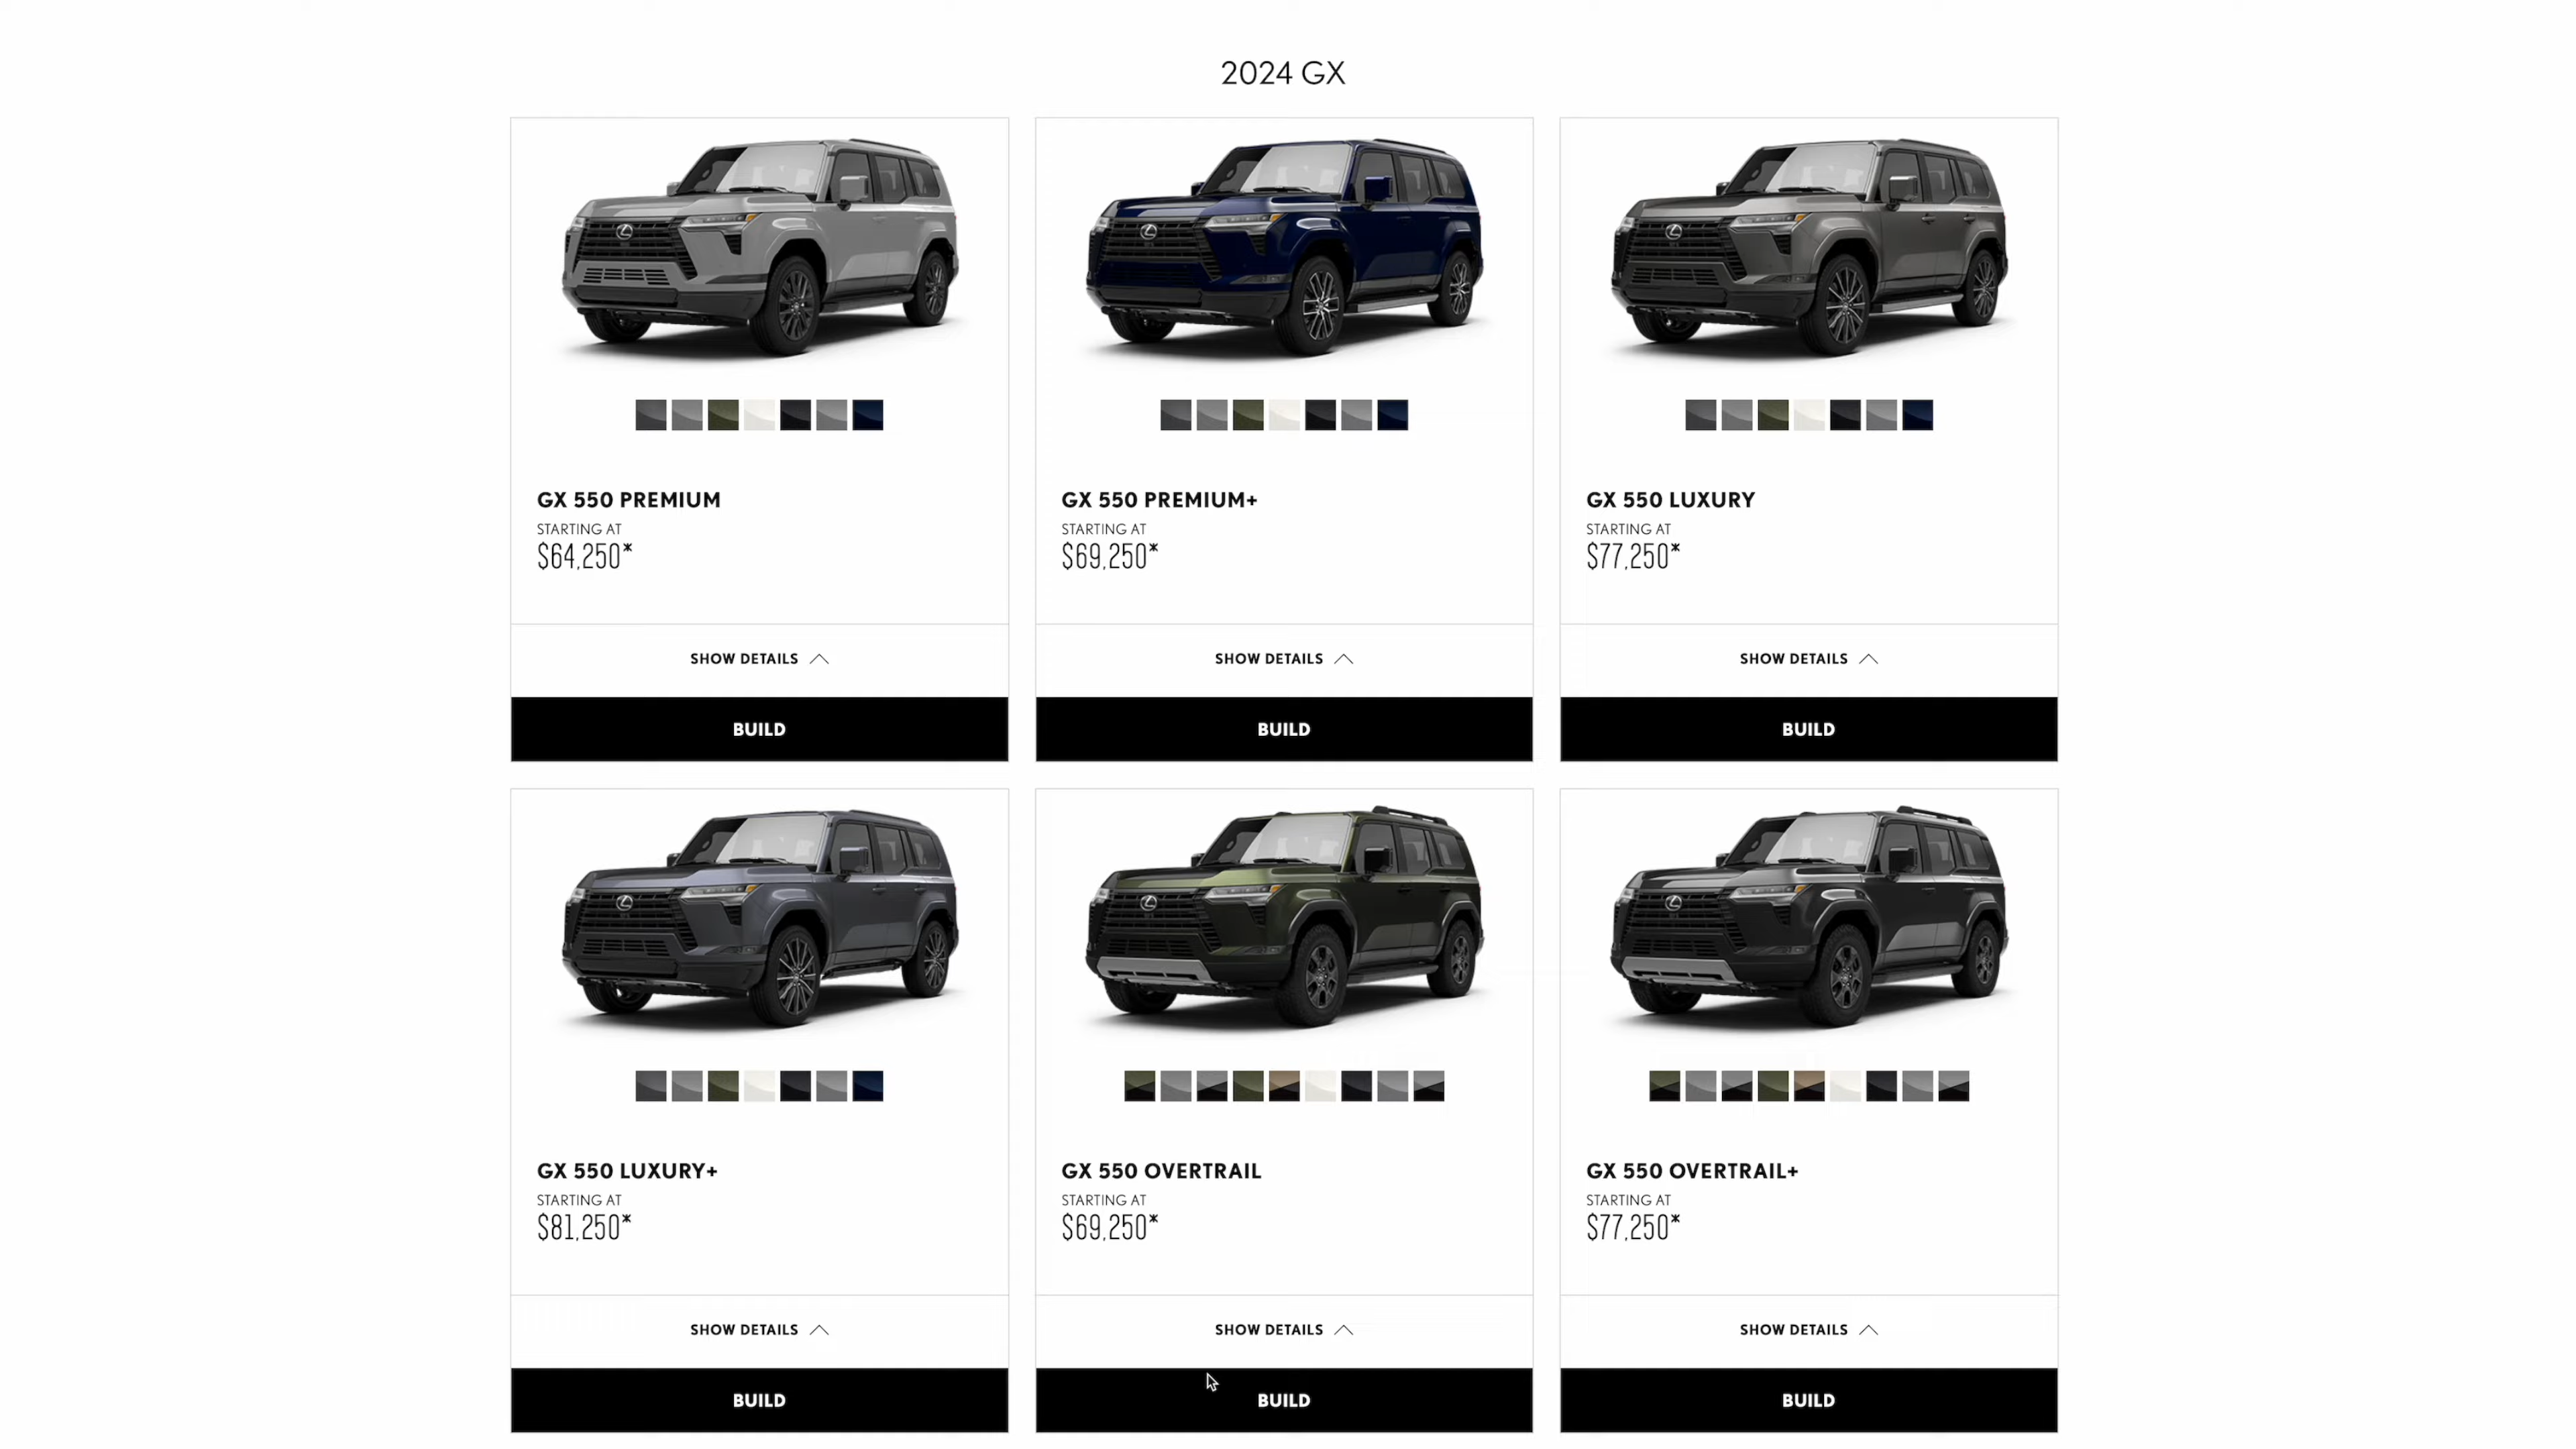 2024 GX
GX 550 PREMIUM
STARTING AT
$64,250*
SHOW DETAILS
BUILD
GX 550 PREMIUM+
STARTING AT
$69,250*
SHOW DETAILS
BUILD
GX 550 LUXURY
STARTING AT
$77,250*
SHOW DETAILS
BUILD
GX 550 LUXURY+
STARTING AT
$81,250*
SHOW DETAILS
BUILD
GX 550 OVERTRAIL
STARTING AT
$69,250*
SHOW DETAILS
BUILD
GX 550 OVERTRAIL+
STARTING AT
$77,250*
SHOW DETAILS
BUILD